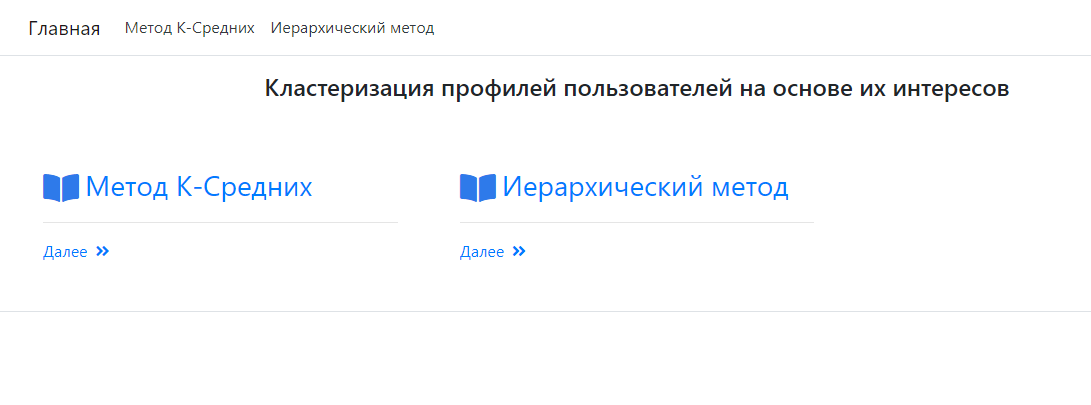 Главная Метод К-Средних Иерархический метод
Кластеризация профилей пользователей на основе их интересов
Метод К-Средних Иерархический метод
Далее » Далее »